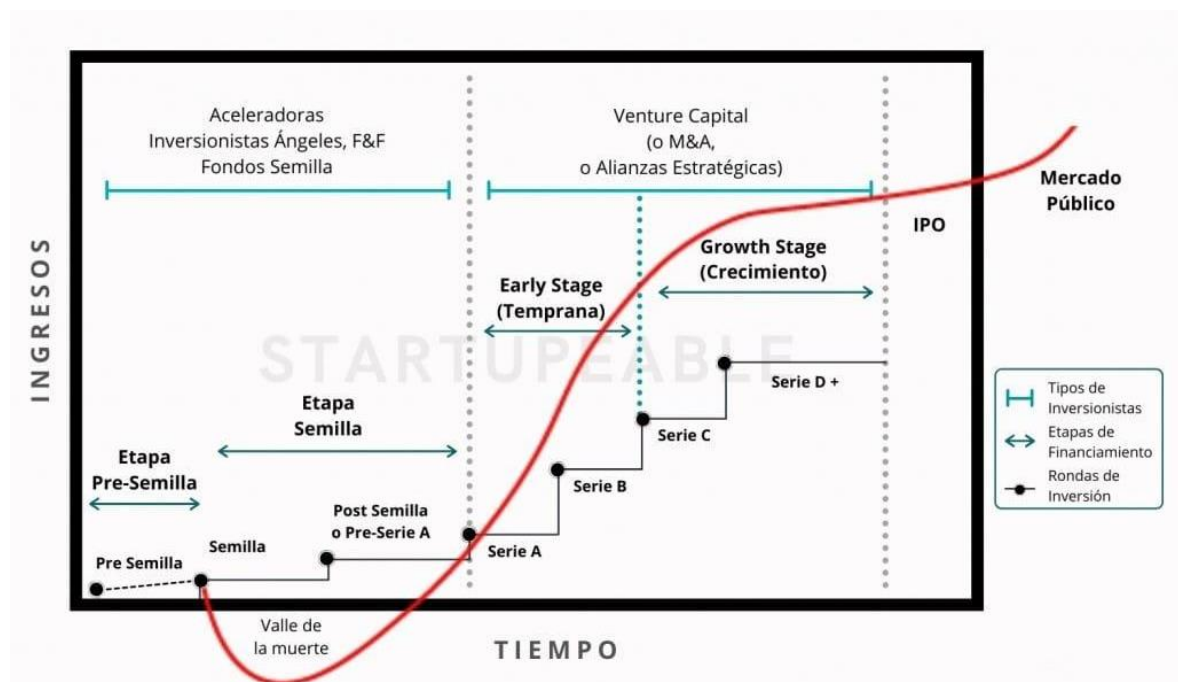 Aceleradoras
Inversionistas Ángeles, F&F
Fondos Semilla
Venture Capital
(o M&A,
o Alianzas Estratégicas)
Mercado
Público
IPO
Growth Stage
(Crecimiento)
Early Stage
(Temprana)
STARTUPEABLE
INGRESOS
Serie D +
Tipos de
Inversionistas
Etapas de
Financiamiento
Rondas de
Inversión
Etapa
Semilla
Serie C
Etapa
Pre-Semilla
Serie B
Post Semilla
o Pre-Serie A
Semilla
Serie A
Pre Semilla
Valle de
la muerte
TIEMPO